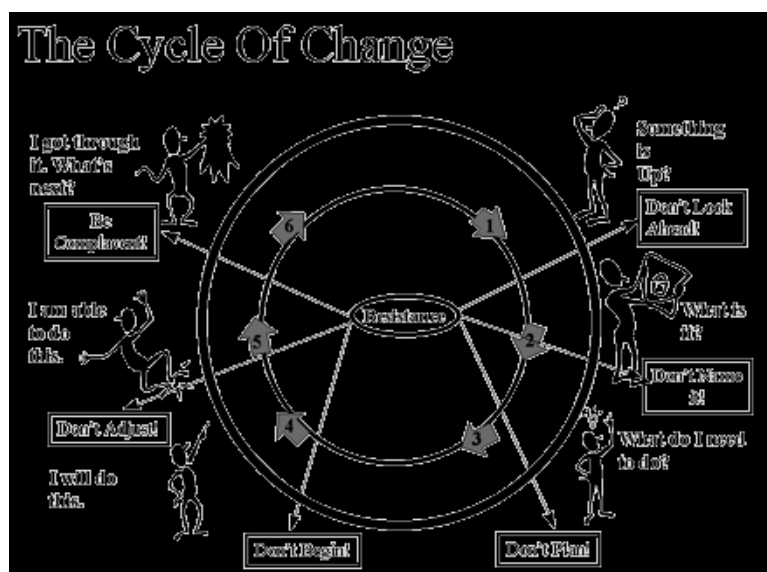 The Cycle Of Change
I got through
it. What's
next?
Be
Complacent!
Something
is
Up?
Don't Look
Ahead!
6
1
I am able
to do
this.
Resistance
What is
it?
5
2
Don't Name
it!
Don't Adjust!
4
3
What do I need
to do?
I will do
this.
Don't Begin!
Don't Plan!